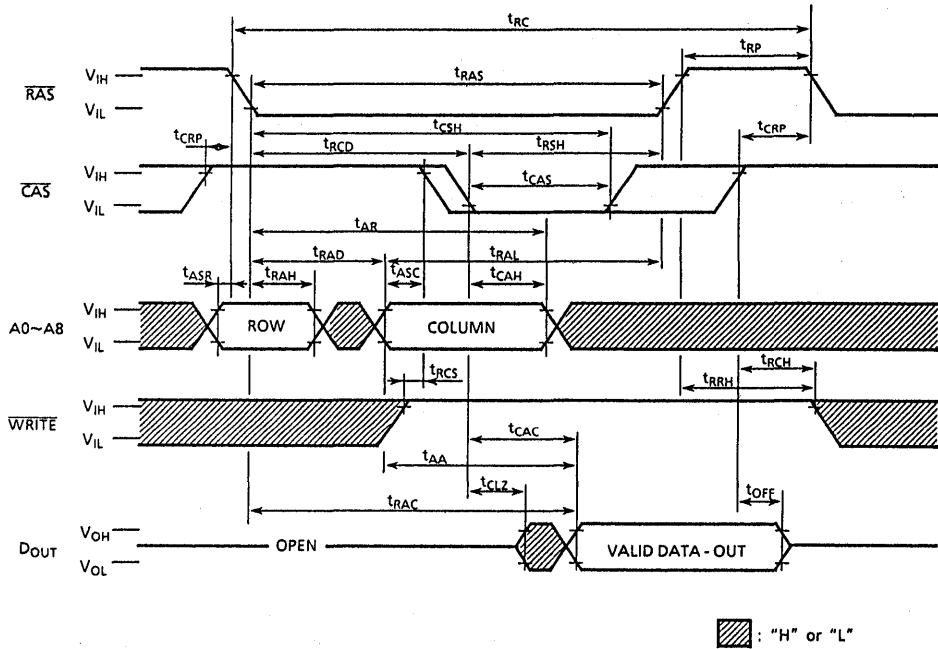 tRC
tRP
VIH
tRAS
RAS
VIL
tCSH
tCRP
tCRP
tRCD
tRSH
VIH
CAS
tCAS
VIL
tAR
tRAD
tRAL
tASR
tRAH
tASC
tCAH
VIH
A0~A8
ROW
COLUMN
VIL
tRCS
tRCH
tRRH
VIH
WRITE
VIL
tCAC
tAA
tCLZ
tOFF
tRAC
VOH
DOUT
OPEN
VALID DATA - OUT
VOL
: "H" or "L"